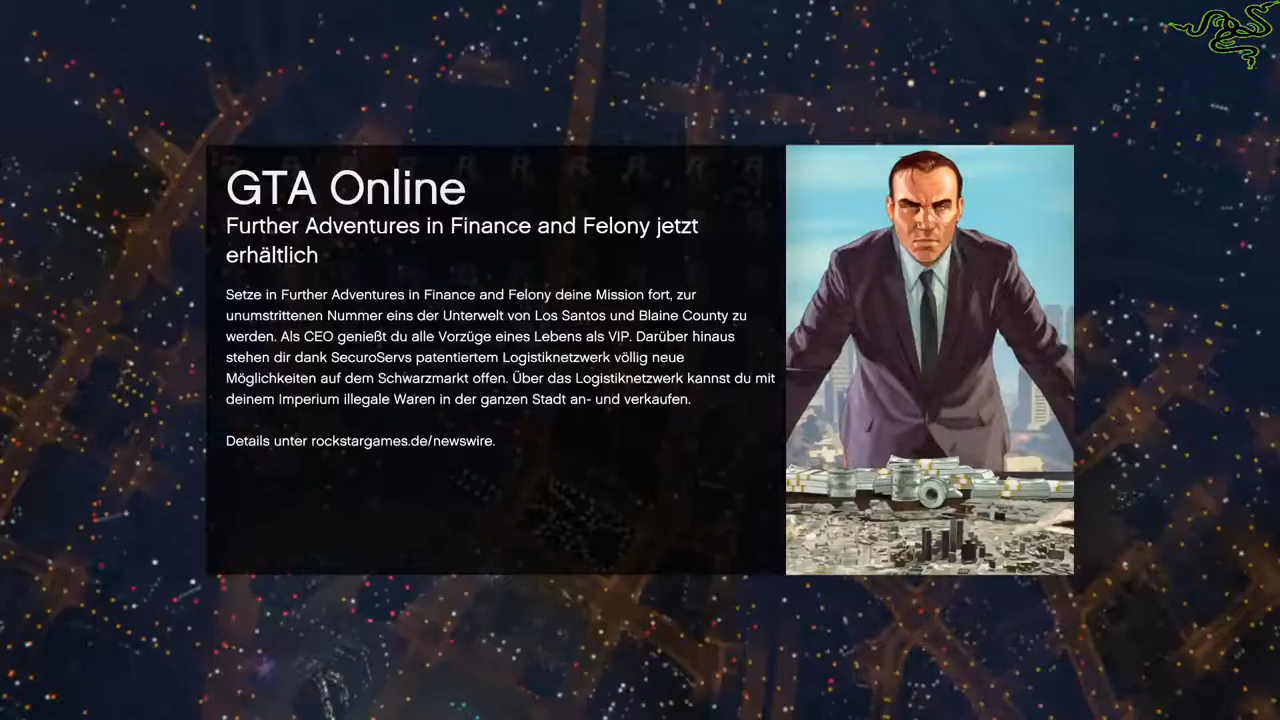 GTA Online
Further Adventures in Finance and Felony jetzt
erhältlich
Setze in Further Adventures in Finance and Felony deine Mission fort, zur
unumstrittenen Nummer eins der Unterwelt von Los Santos und Blaine County zu
werden. Als CEO genießt du alle Vorzüge eines Lebens als VIP. Darüber hinaus
stehen dir dank SecuroServs patentiertem Logistiknetzwerk völlig neue
Möglichkeiten auf dem Schwarzmarkt offen. Über das Logistiknetzwerk kannst du mit
deinem Imperium illegale Waren in der ganzen Stadt an- und verkaufen.
Details unter rockstargames.de/newswire.